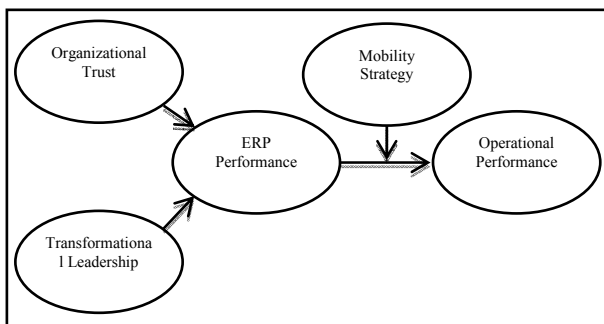 Organizational
Trust
Mobility
Strategy
ERP
Performance
Operational
Performance
Transformationa
l Leadership